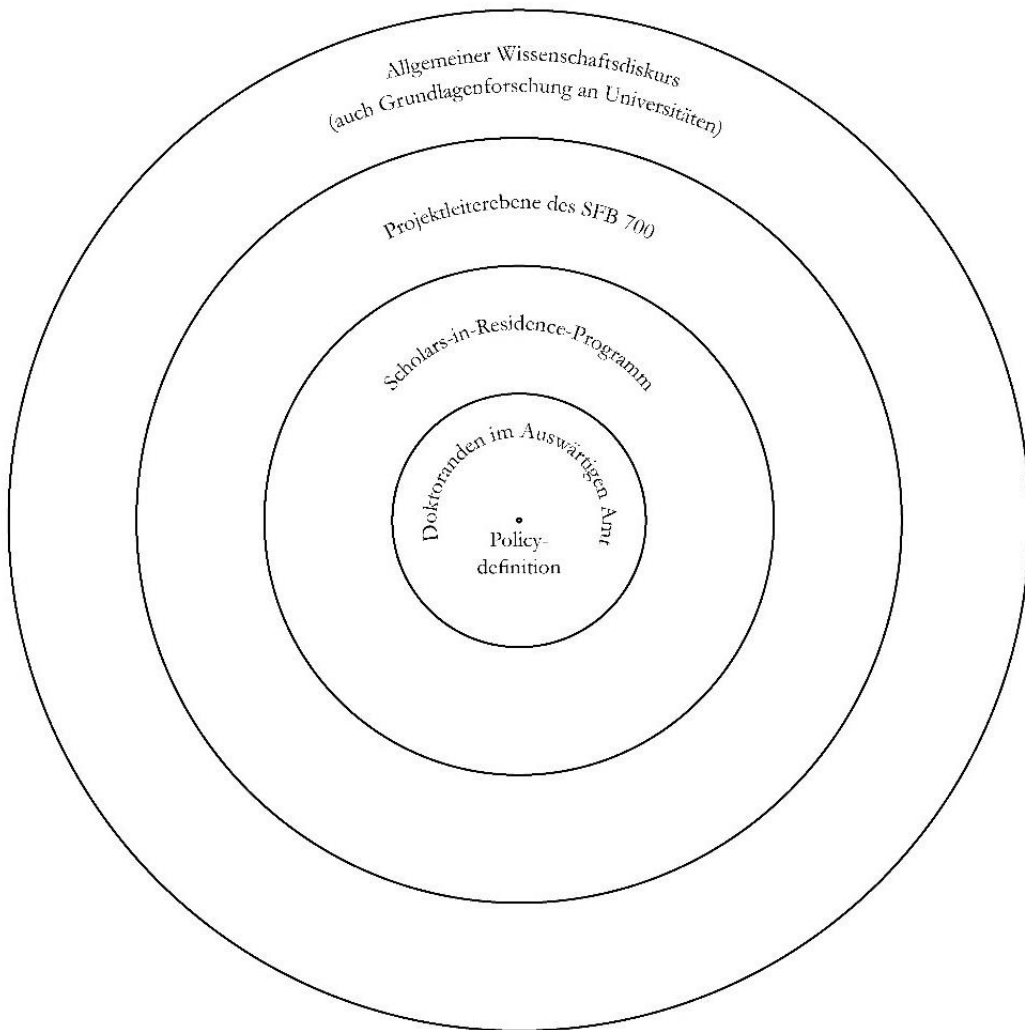 Allgemeiner Wissenschaftsdiskurs
(auch Grundlagenforschung an Universitäten)
Projektleiterebene des SFB 700
Scholars-in-Residence-Programm
Doktoranden im Auswärtigen Amt
Policy-
definition